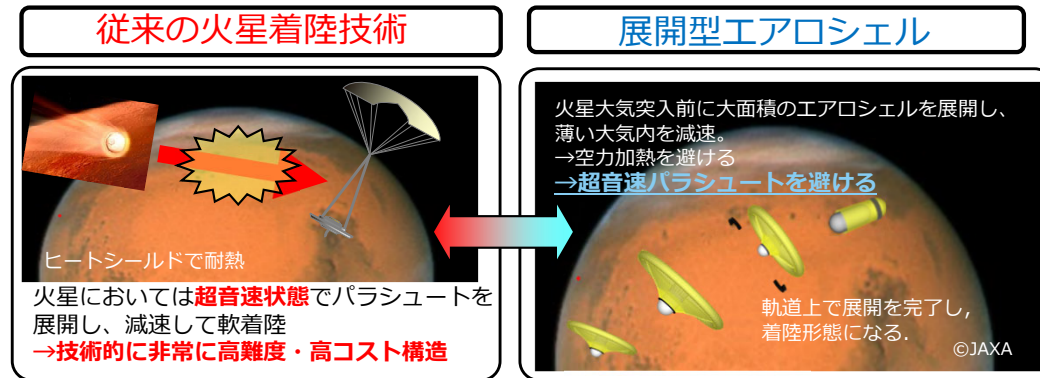 従来の火星着陸技術
ヒートシールドで耐熱
火星においては超音速状態でパラシュートを
展開し、減速して軟着陸
→技術的に非常に高難度・高コスト構造
展開型エアロシェル
火星大気突入前に大面積のエアロシェルを展開し、
薄い大気内を減速。
→空力加熱を避ける
→超音速パラシュートを避ける
軌道上で展開を完了し,
着陸形態になる.
©JAXA